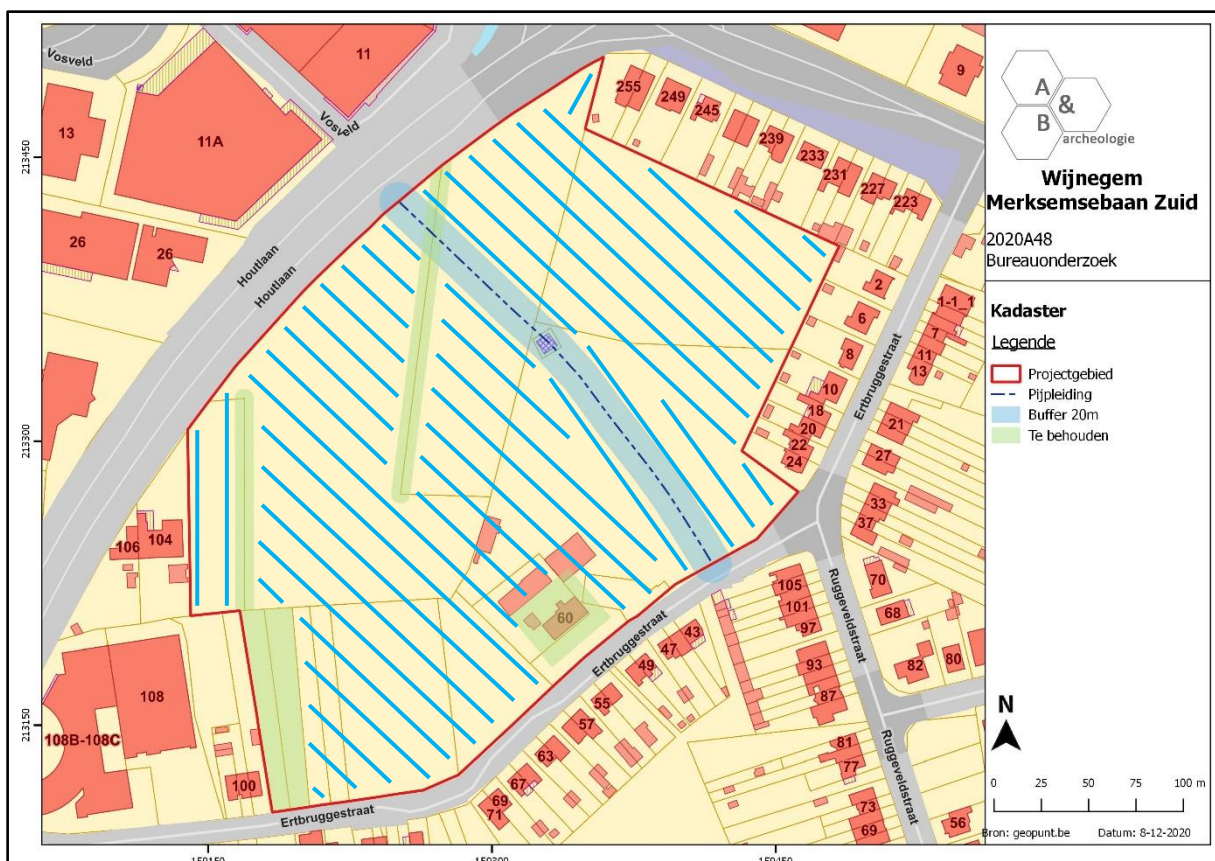 Vosveld
11
11A
13
Vosveld
26
26
Houtlaan
Houtlaan
255
249
245
239
233
231
227
223
9
2
6
8
10
18
20
22
24
1-1_1
7
11
13
21
27
33
37
Ertbruggestraat
106
104
108
108B-108C
100
60
Ertbruggestraat
Ertbruggestraat
43
47
49
55
57
63
67
69
71
105
101
97
93
87
70
68
82
80
81
77
73
69
56
Ruggeveldstraat
Ruggeveldstraat
213450
213300
213150
159150
159300
159450
A
&
B
archeologie
Wijnegem
Merksemsebaan Zuid
2020A48
Bureauonderzoek
Kadaster
Legende
Projectgebied
Pijpleiding
Buffer 20m
Te behouden
N
0 25 50 75 100 m
Bron: geopunt.be Datum: 8-12-2020